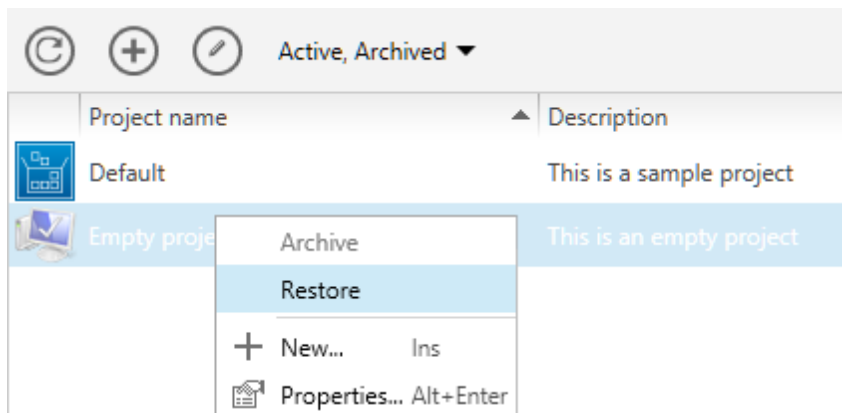 Active, Archived
Project name Description
Default This is a sample project
Empty proje This is an empty project
Archive
Restore
New... Ins
Properties... Alt+Enter